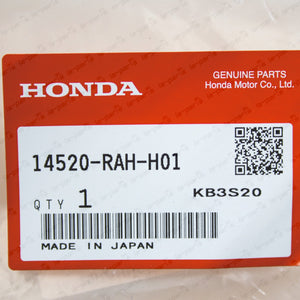 GENUINE PARTS
HONDA
Honda Motor Co., Ltd.
14520-RAH-H01
QTY 1
KB3S20
MADE IN JAPAN